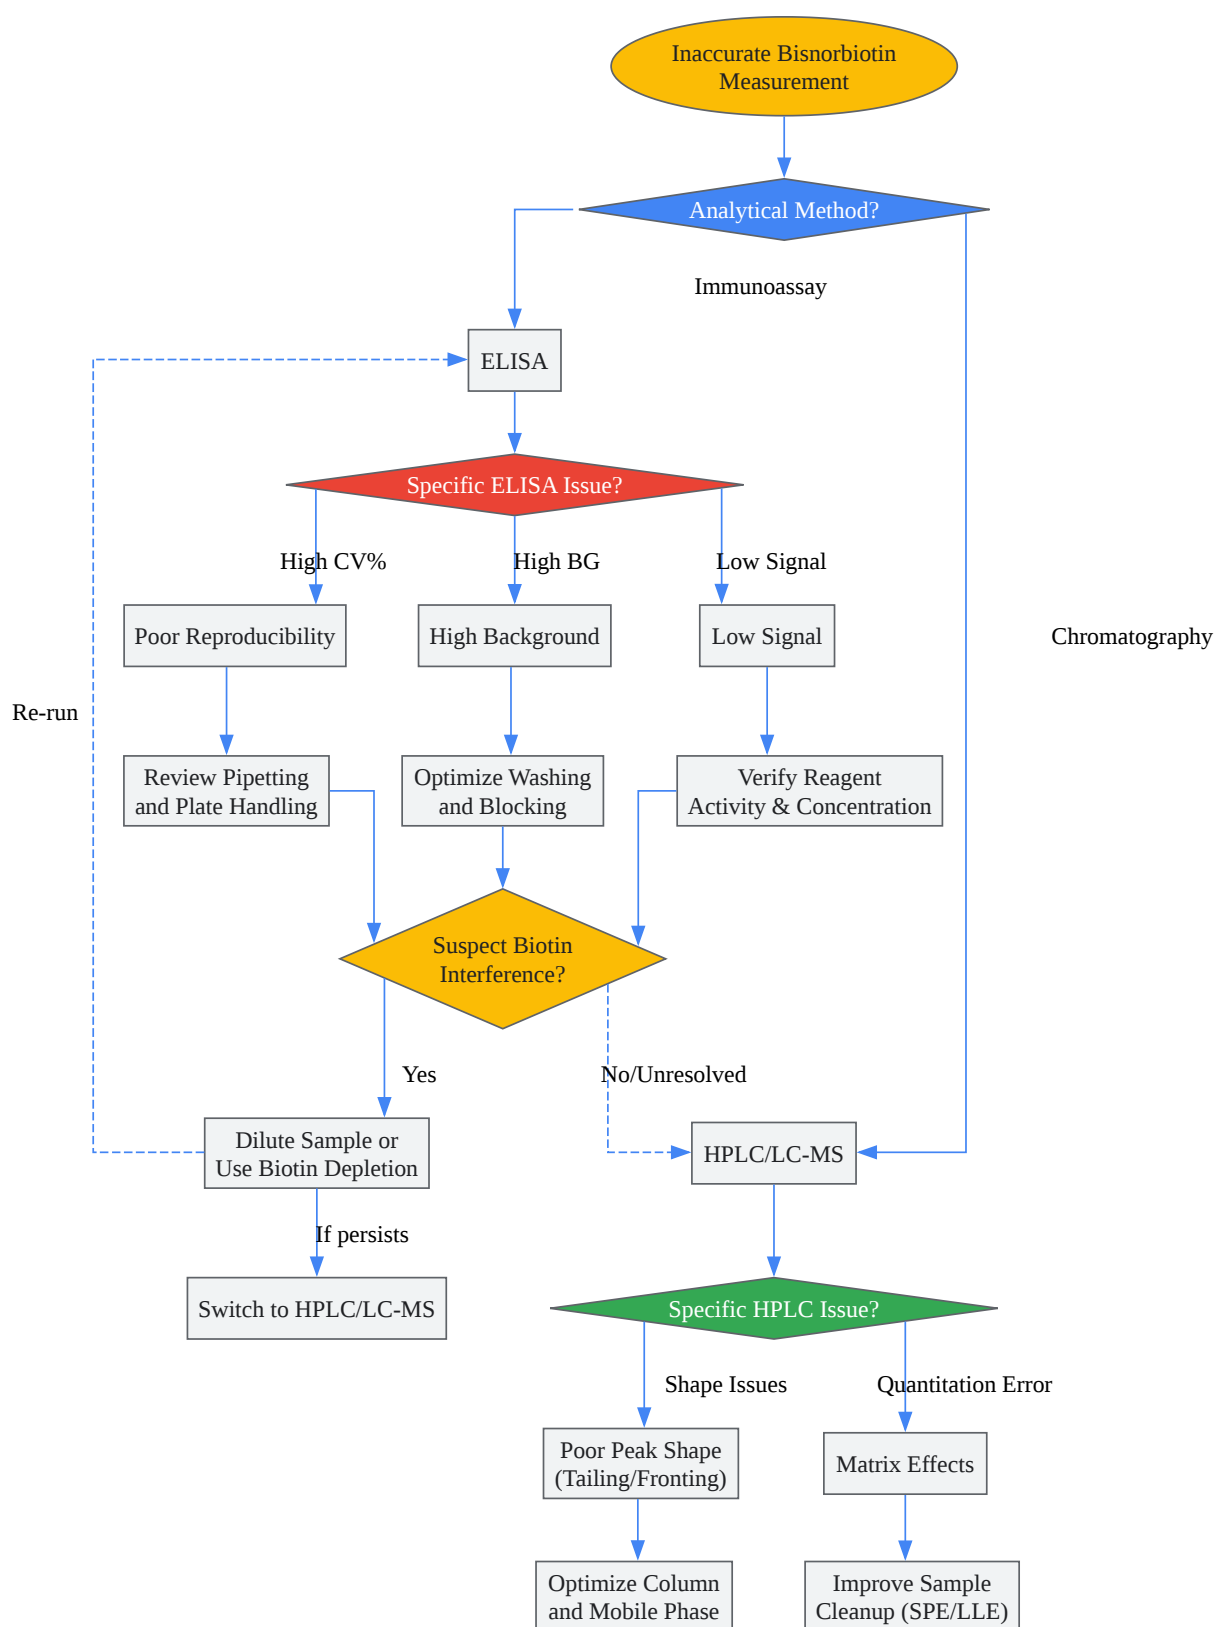 Inaccurate Bisnorbiotin
Measurement
Analytical Method?
Immunoassay
ELISA
Specific ELISA Issue?
High CV%
High BG
Low Signal
Poor Reproducibility
High Background
Low Signal
Chromatography
Re-run
Review Pipetting
and Plate Handling
Optimize Washing
and Blocking
Verify Reagent
Activity & Concentration
Suspect Biotin
Interference?
Yes
No/Unresolved
Dilute Sample or
Use Biotin Depletion
HPLC/LC-MS
If persists
Switch to HPLC/LC-MS
Specific HPLC Issue?
Shape Issues
Quantitation Error
Poor Peak Shape
(Tailing/Fronting)
Matrix Effects
Optimize Column
and Mobile Phase
Improve Sample
Cleanup (SPE/LLE)